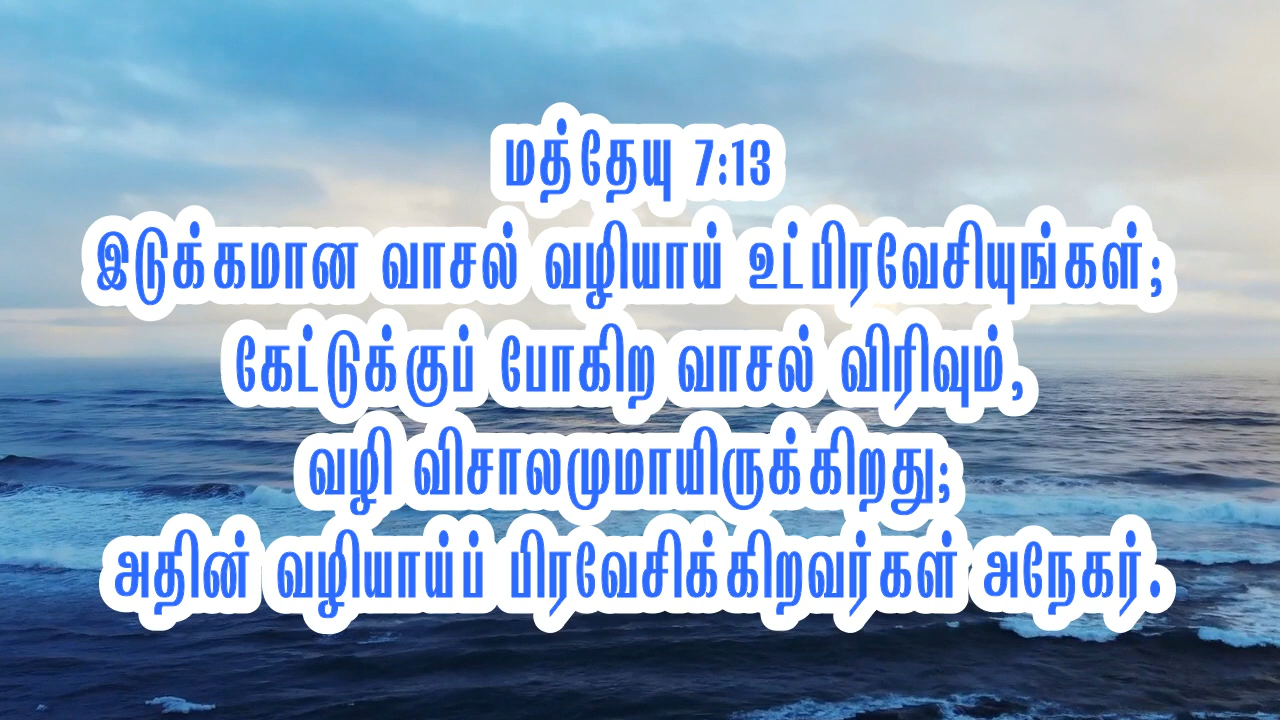 மத்தேயு 7:13
இடுக்கமான வாசல் வழியாய் உட்பிரவேசியுங்கள்;
கேட்டுக்குப் போகிற வாசல் விரிவும்,
வழி விசாலமுமாயிருக்கிறது;
அதின் வழியாய்ப் பிரவேசிக்கிறவர்கள் அநேகர்.